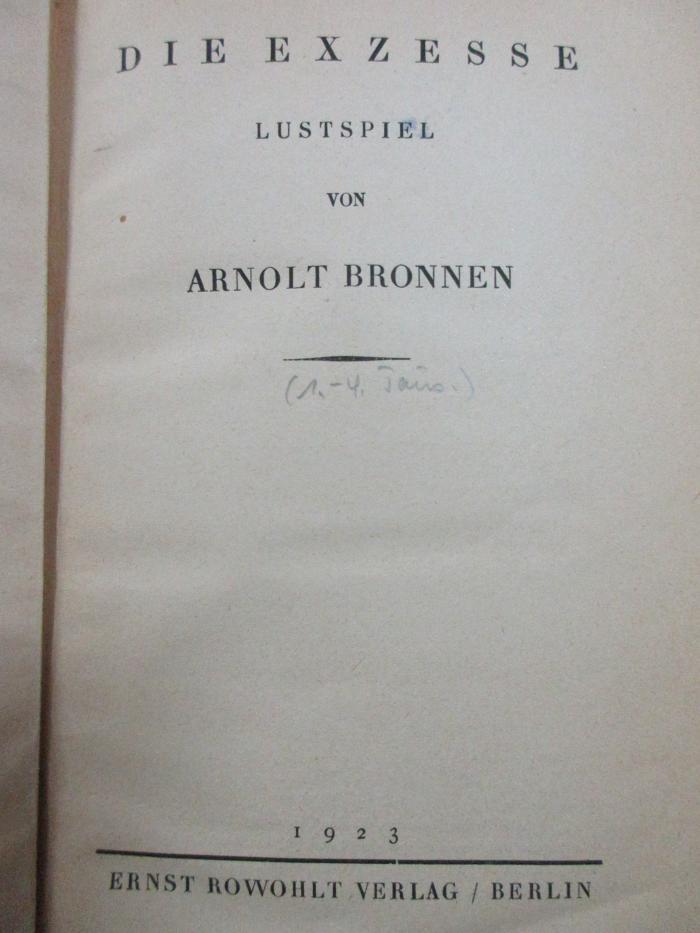 DIE EXZESSE
LUSTSPIEL
VON
ARNOLT BRONNEN
(1.-4. Taus.)
1923
ERNST ROWOHLT VERLAG / BERLIN